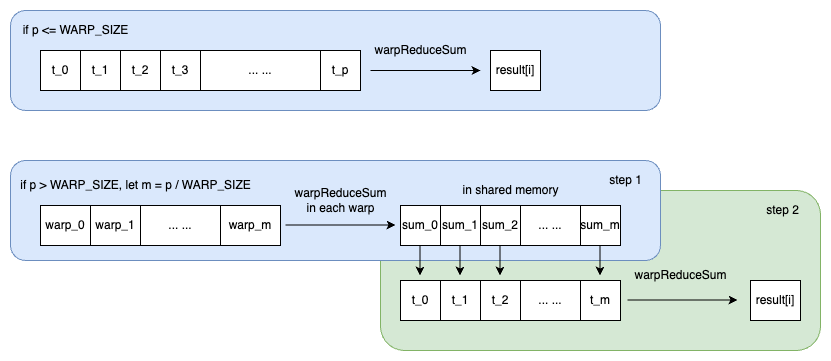 if p <= WARP_SIZE
warpReduceSum
t_0 t_1 t_2 t_3 ... ... t_p result[i]
if p > WARP_SIZE, let m = p / WARP_SIZE
step 1
warpReduceSum
in each warp
in shared memory
step 2
warp_0 warp_1 ... ... warp_m sum_0 sum_1 sum_2 ... ... sum_m
warpReduceSum
t_0 t_1 t_2 ... ... t_m result[i]